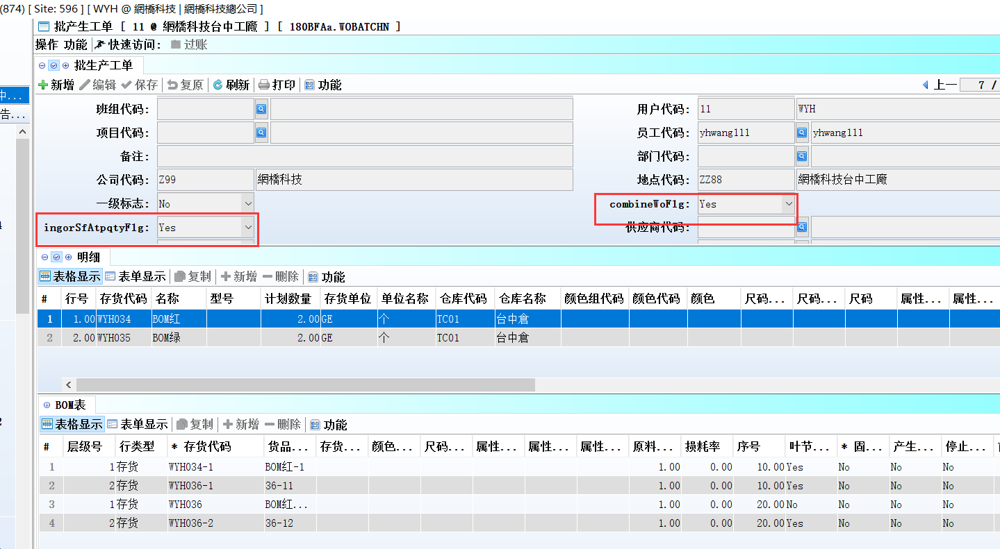 (874) [ Site: 596 ] [ WYH @ 網橋科技 | 網橋科技總公司 ]
批产生工单 [ 11 @ 網橋科技台中工廠 ] [ 180BFAa.WOBATCHN ]
操作 功能 快速访问: 过账
批生产工单
新增 编辑 保存 复原 刷新 打印 功能 上一 7 /
中...
告...
班组代码: 用户代码: 11 WYH
项目代码: 员工代码: yhwang111 yhwang111
备注: 部门代码:
公司代码: Z99 網橋科技 地点代码: ZZ88 網橋科技台中工廠
一级标志: No combineWoFlg: Yes
ingorSfAtpqtyFlg: Yes 供应商代码:
明细
表格显示 表单显示 复制 新增 删除 功能
# 行号 存货代码 名称 型号 计划数量 存货单位 单位名称 仓库代码 仓库名称 颜色组代码 颜色代码 颜色 尺码... 尺码... 尺码 属性... 属性...
1 1.00 WYH034 BOM红 2.00 GE 个 TC01 台中倉
2 2.00 WYH035 BOM绿 2.00 GE 个 TC01 台中倉
BOM表
表格显示 表单显示 复制 新增 删除 功能
# 层级号 行类型 * 存货代码 货品... 存货... 颜色... 尺码... 属性... 属性... 属性... 原料... 损耗率 序号 叶节... * 固... 产生... 停止...
1 1 存货 WYH034-1 BOM红-1 1.00 0.00 10.00 Yes No No No
2 2 存货 WYH036-1 36-11 1.00 0.00 10.00 Yes No No No
3 1 存货 WYH036 BOM红... 1.00 0.00 20.00 No No No No
4 2 存货 WYH036-2 36-12 1.00 0.00 20.00 Yes No No No